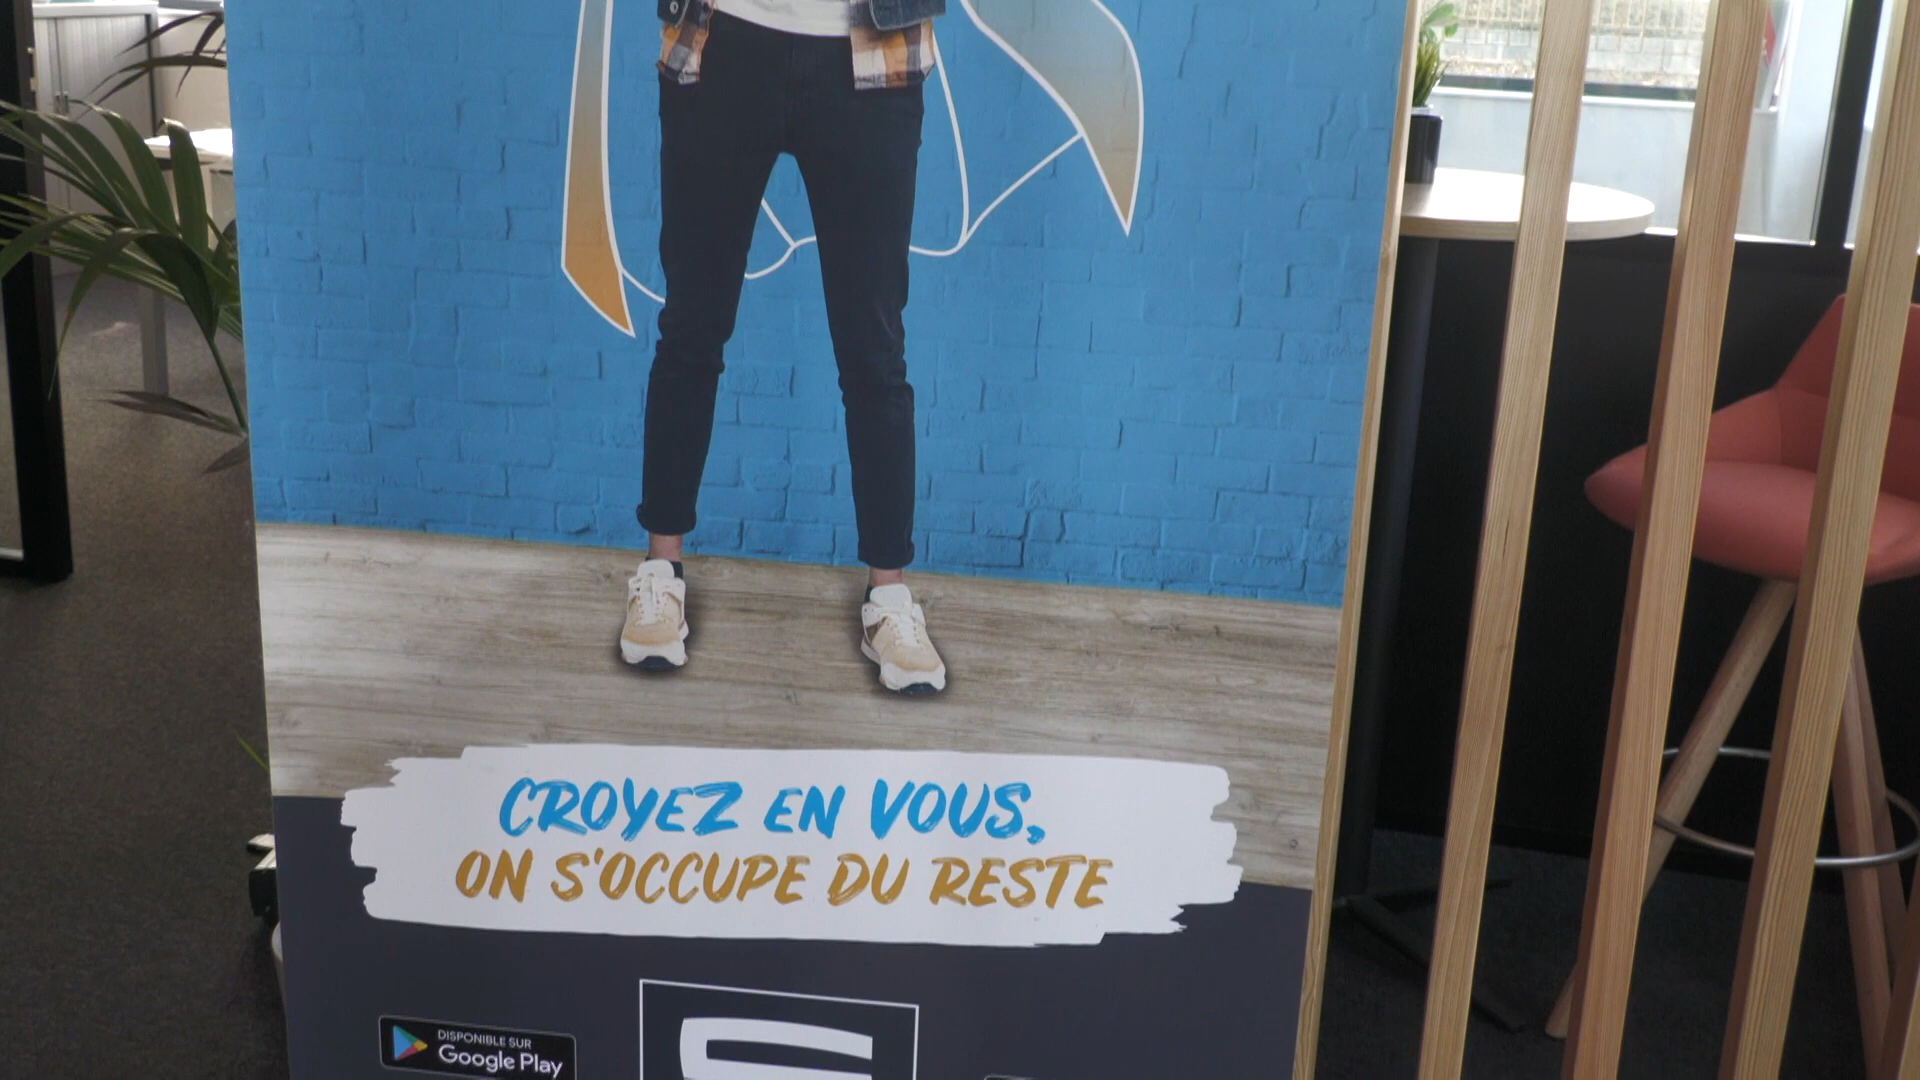 CROYEZ EN VOUS,
ON S'OCCUPE DU RESTE
DISPONIBLE SUR
Google Play